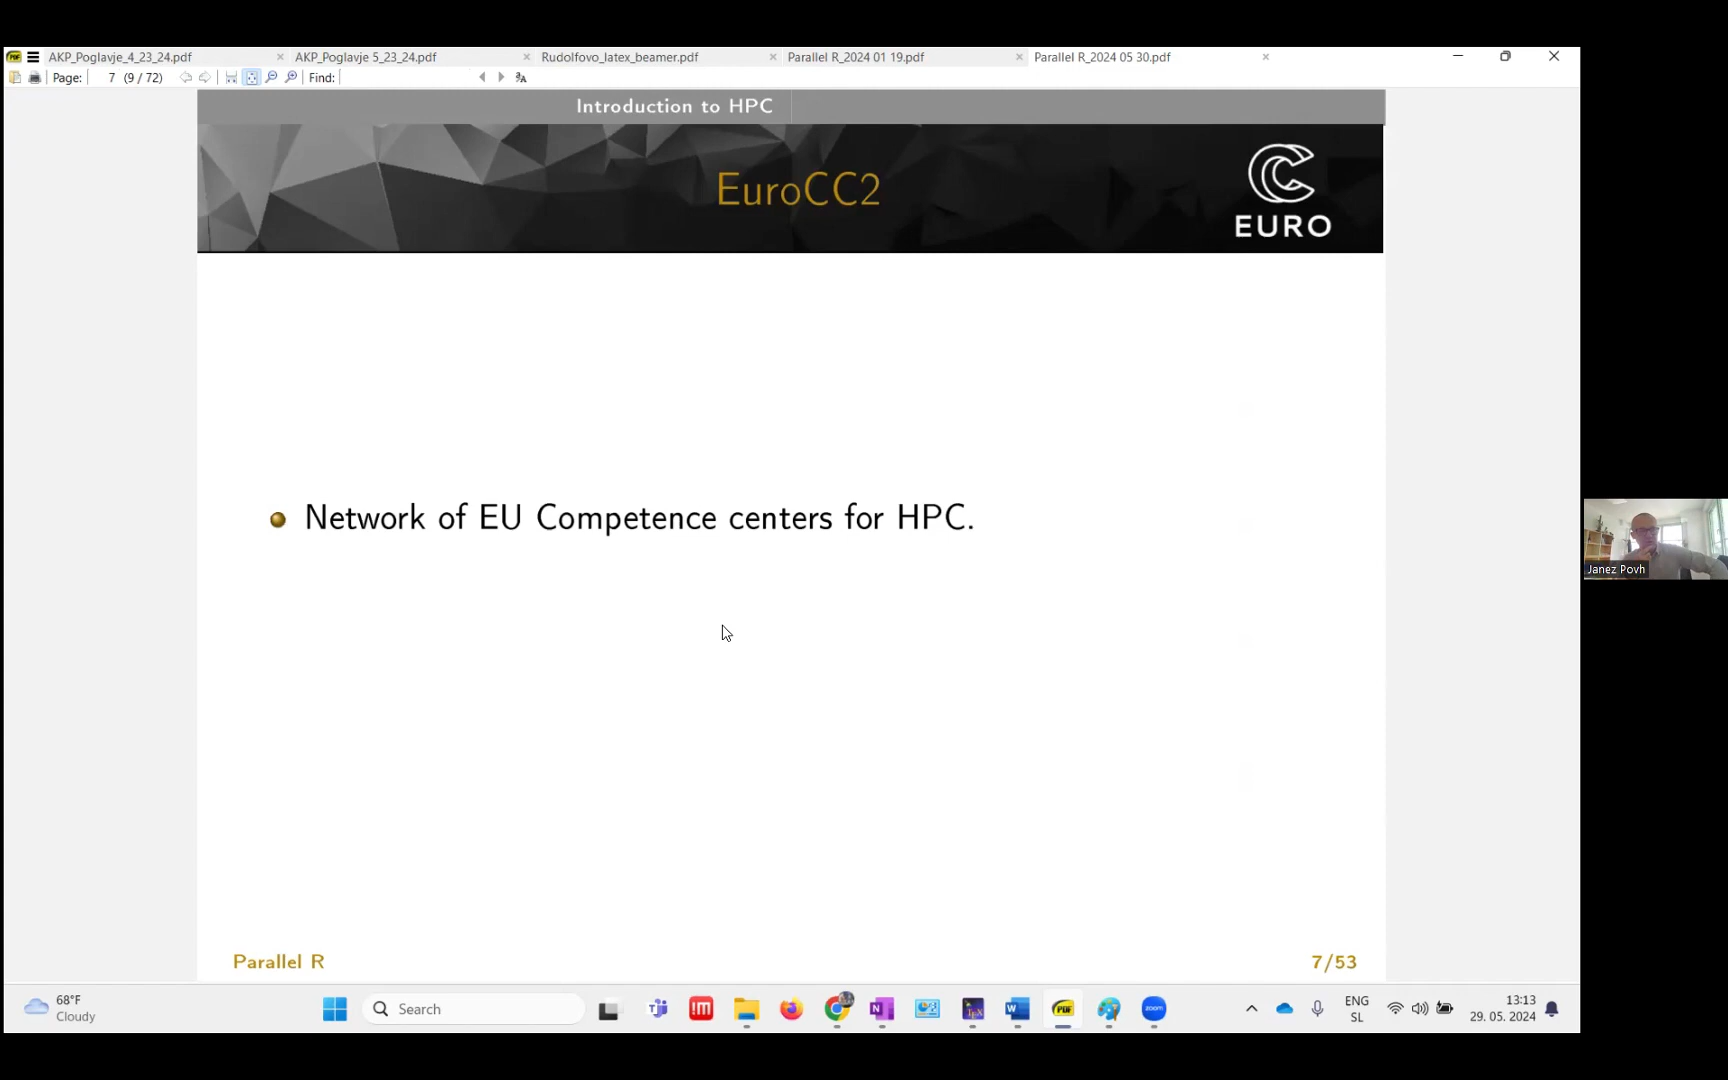 AKP_Poglavje_4_23_24.pdf
AKP_Poglavje 5_23_24.pdf
Rudolfovo_latex_beamer.pdf
Parallel R_2024 01 19.pdf
Parallel R_2024 05 30.pdf
Page: 7 (9 / 72) Find:
Introduction to HPC
EuroCC2
EURO
Network of EU Competence centers for HPC.
Janez Povh
Parallel R
7/53
68°F
Cloudy
Search
zoom
ENG
SL
13:13
29. 05. 2024